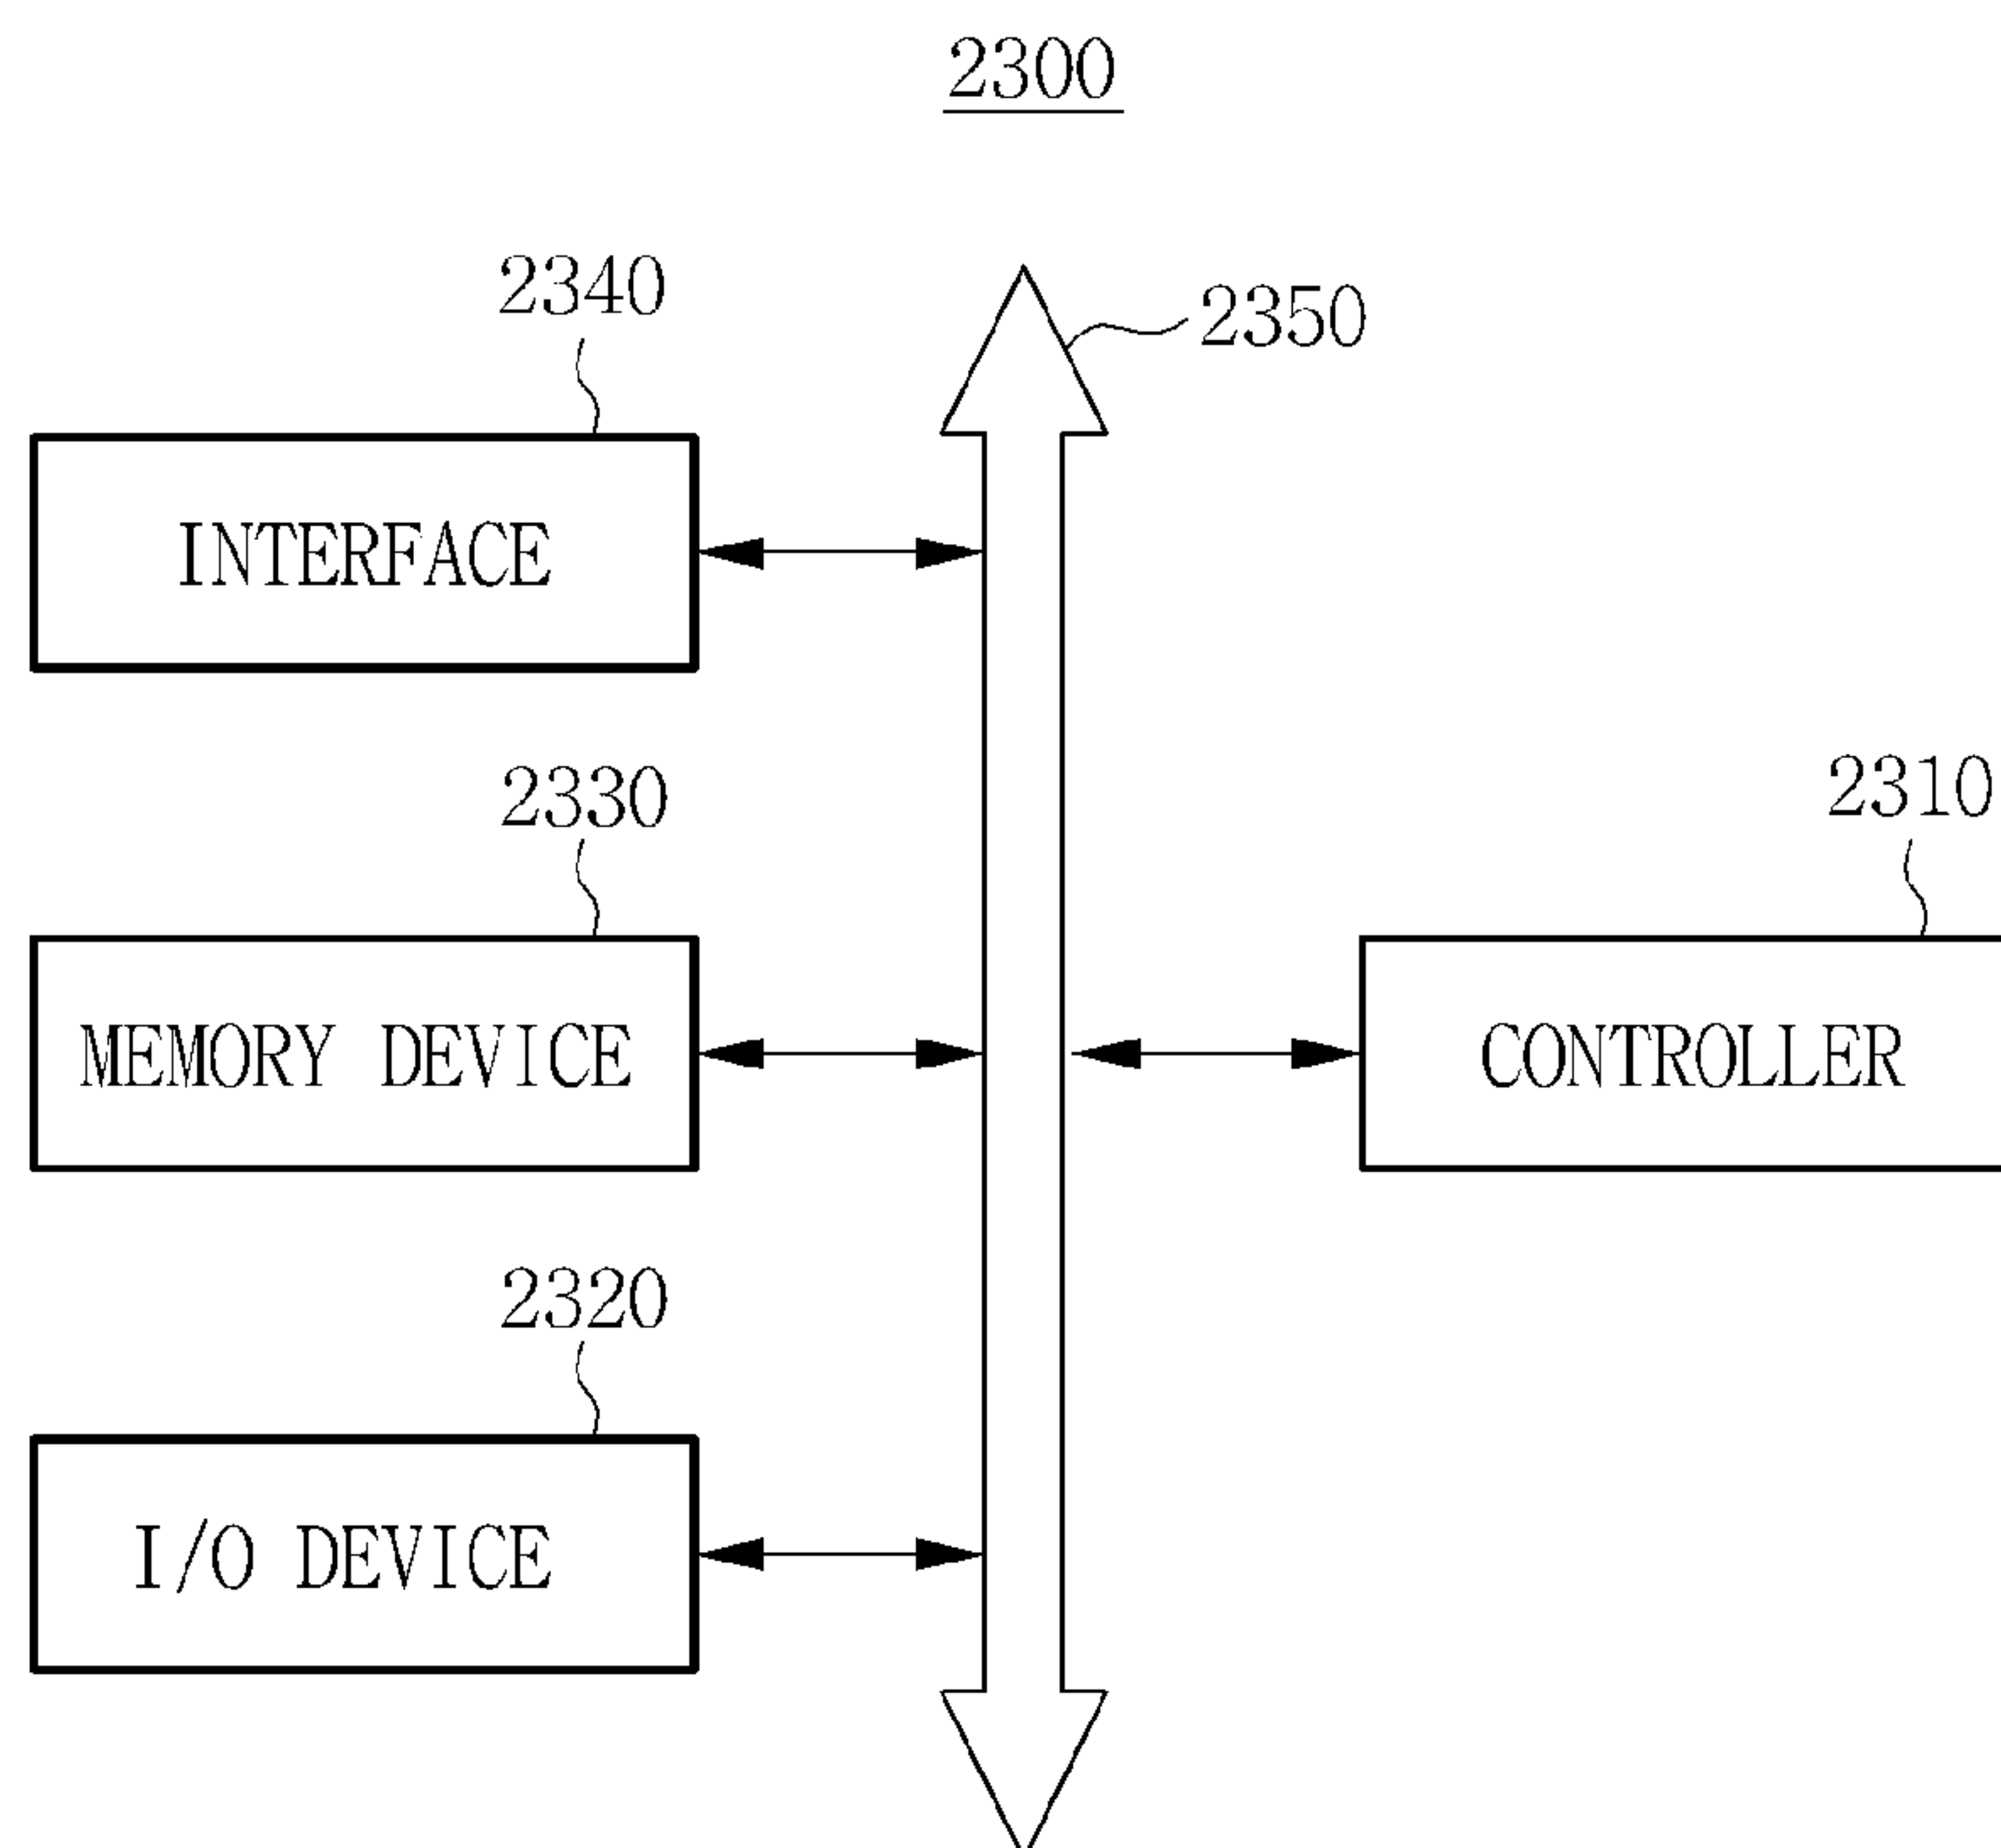 2300
2340
2350
INTERFACE
2330
2310
MEMORY DEVICE
CONTROLLER
2320
I/O DEVICE